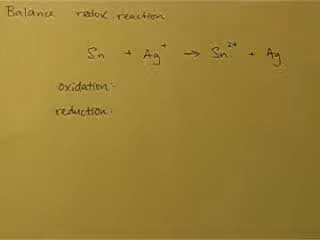 Balance redox reaction
Sn + Ag⁺ → Sn²⁺ + Ag
oxidation:-
reduction: